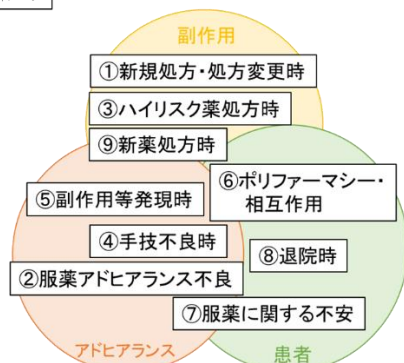 副作用
①新規処方・処方変更時
③ハイリスク薬処方時
⑨新薬処方時
⑥ポリファーマシー・
相互作用
⑤副作用等発現時
④手技不良時
⑧退院時
②服薬アドヒアランス不良
⑦服薬に関する不安
アドヒアランス
患者